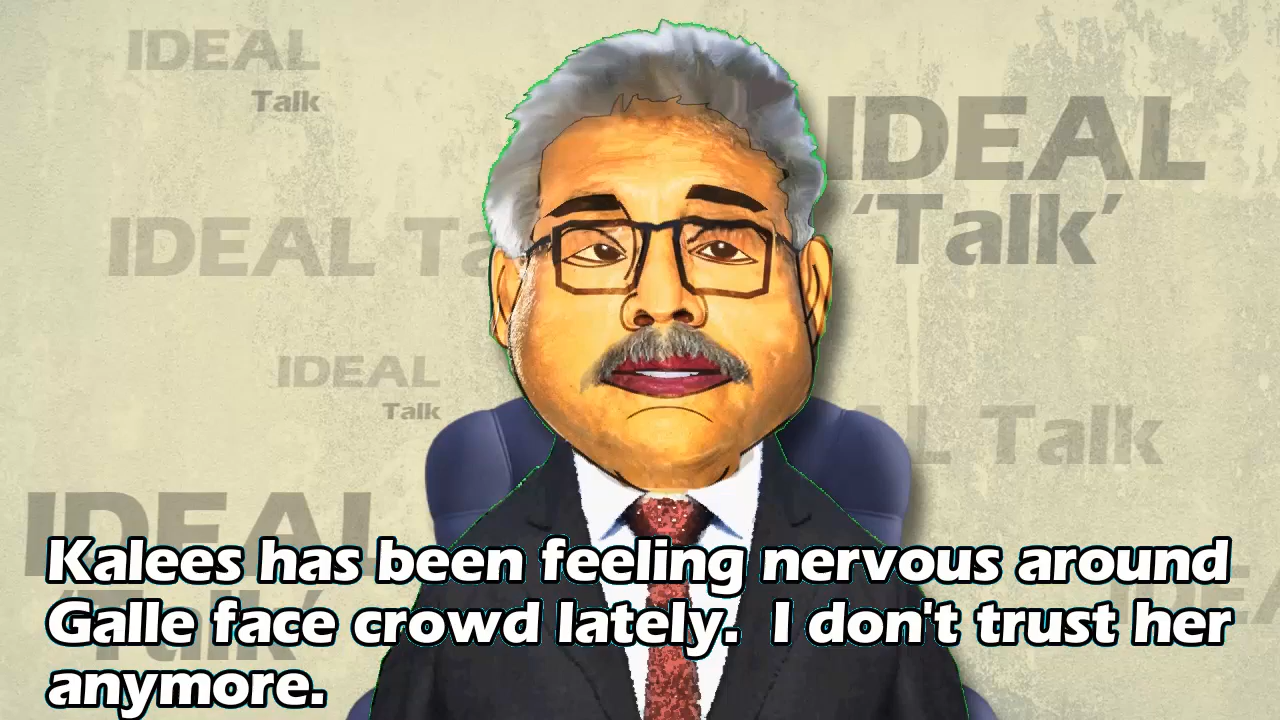 IDEAL
Talk
IDEAL
'Talk'
IDEAL Ta
IDEAL
Talk
L Talk
IDEAL
Kalees has been feeling nervous around
Galle face crowd lately. I don't trust her
anymore.